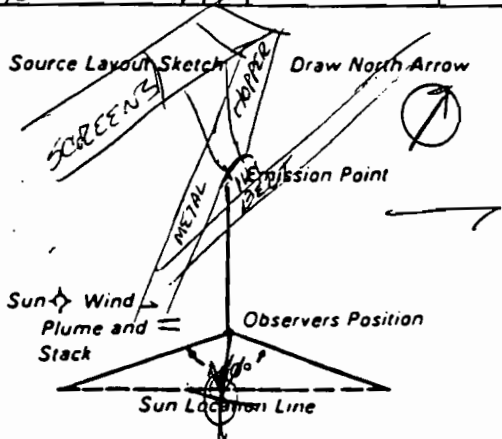 Source Layout Sketch
Draw North Arrow
SCREENS
HOPPER
Emission Point
METAL
Sun Wind
Plume and
Stack
Observers Position
Sun Location Line